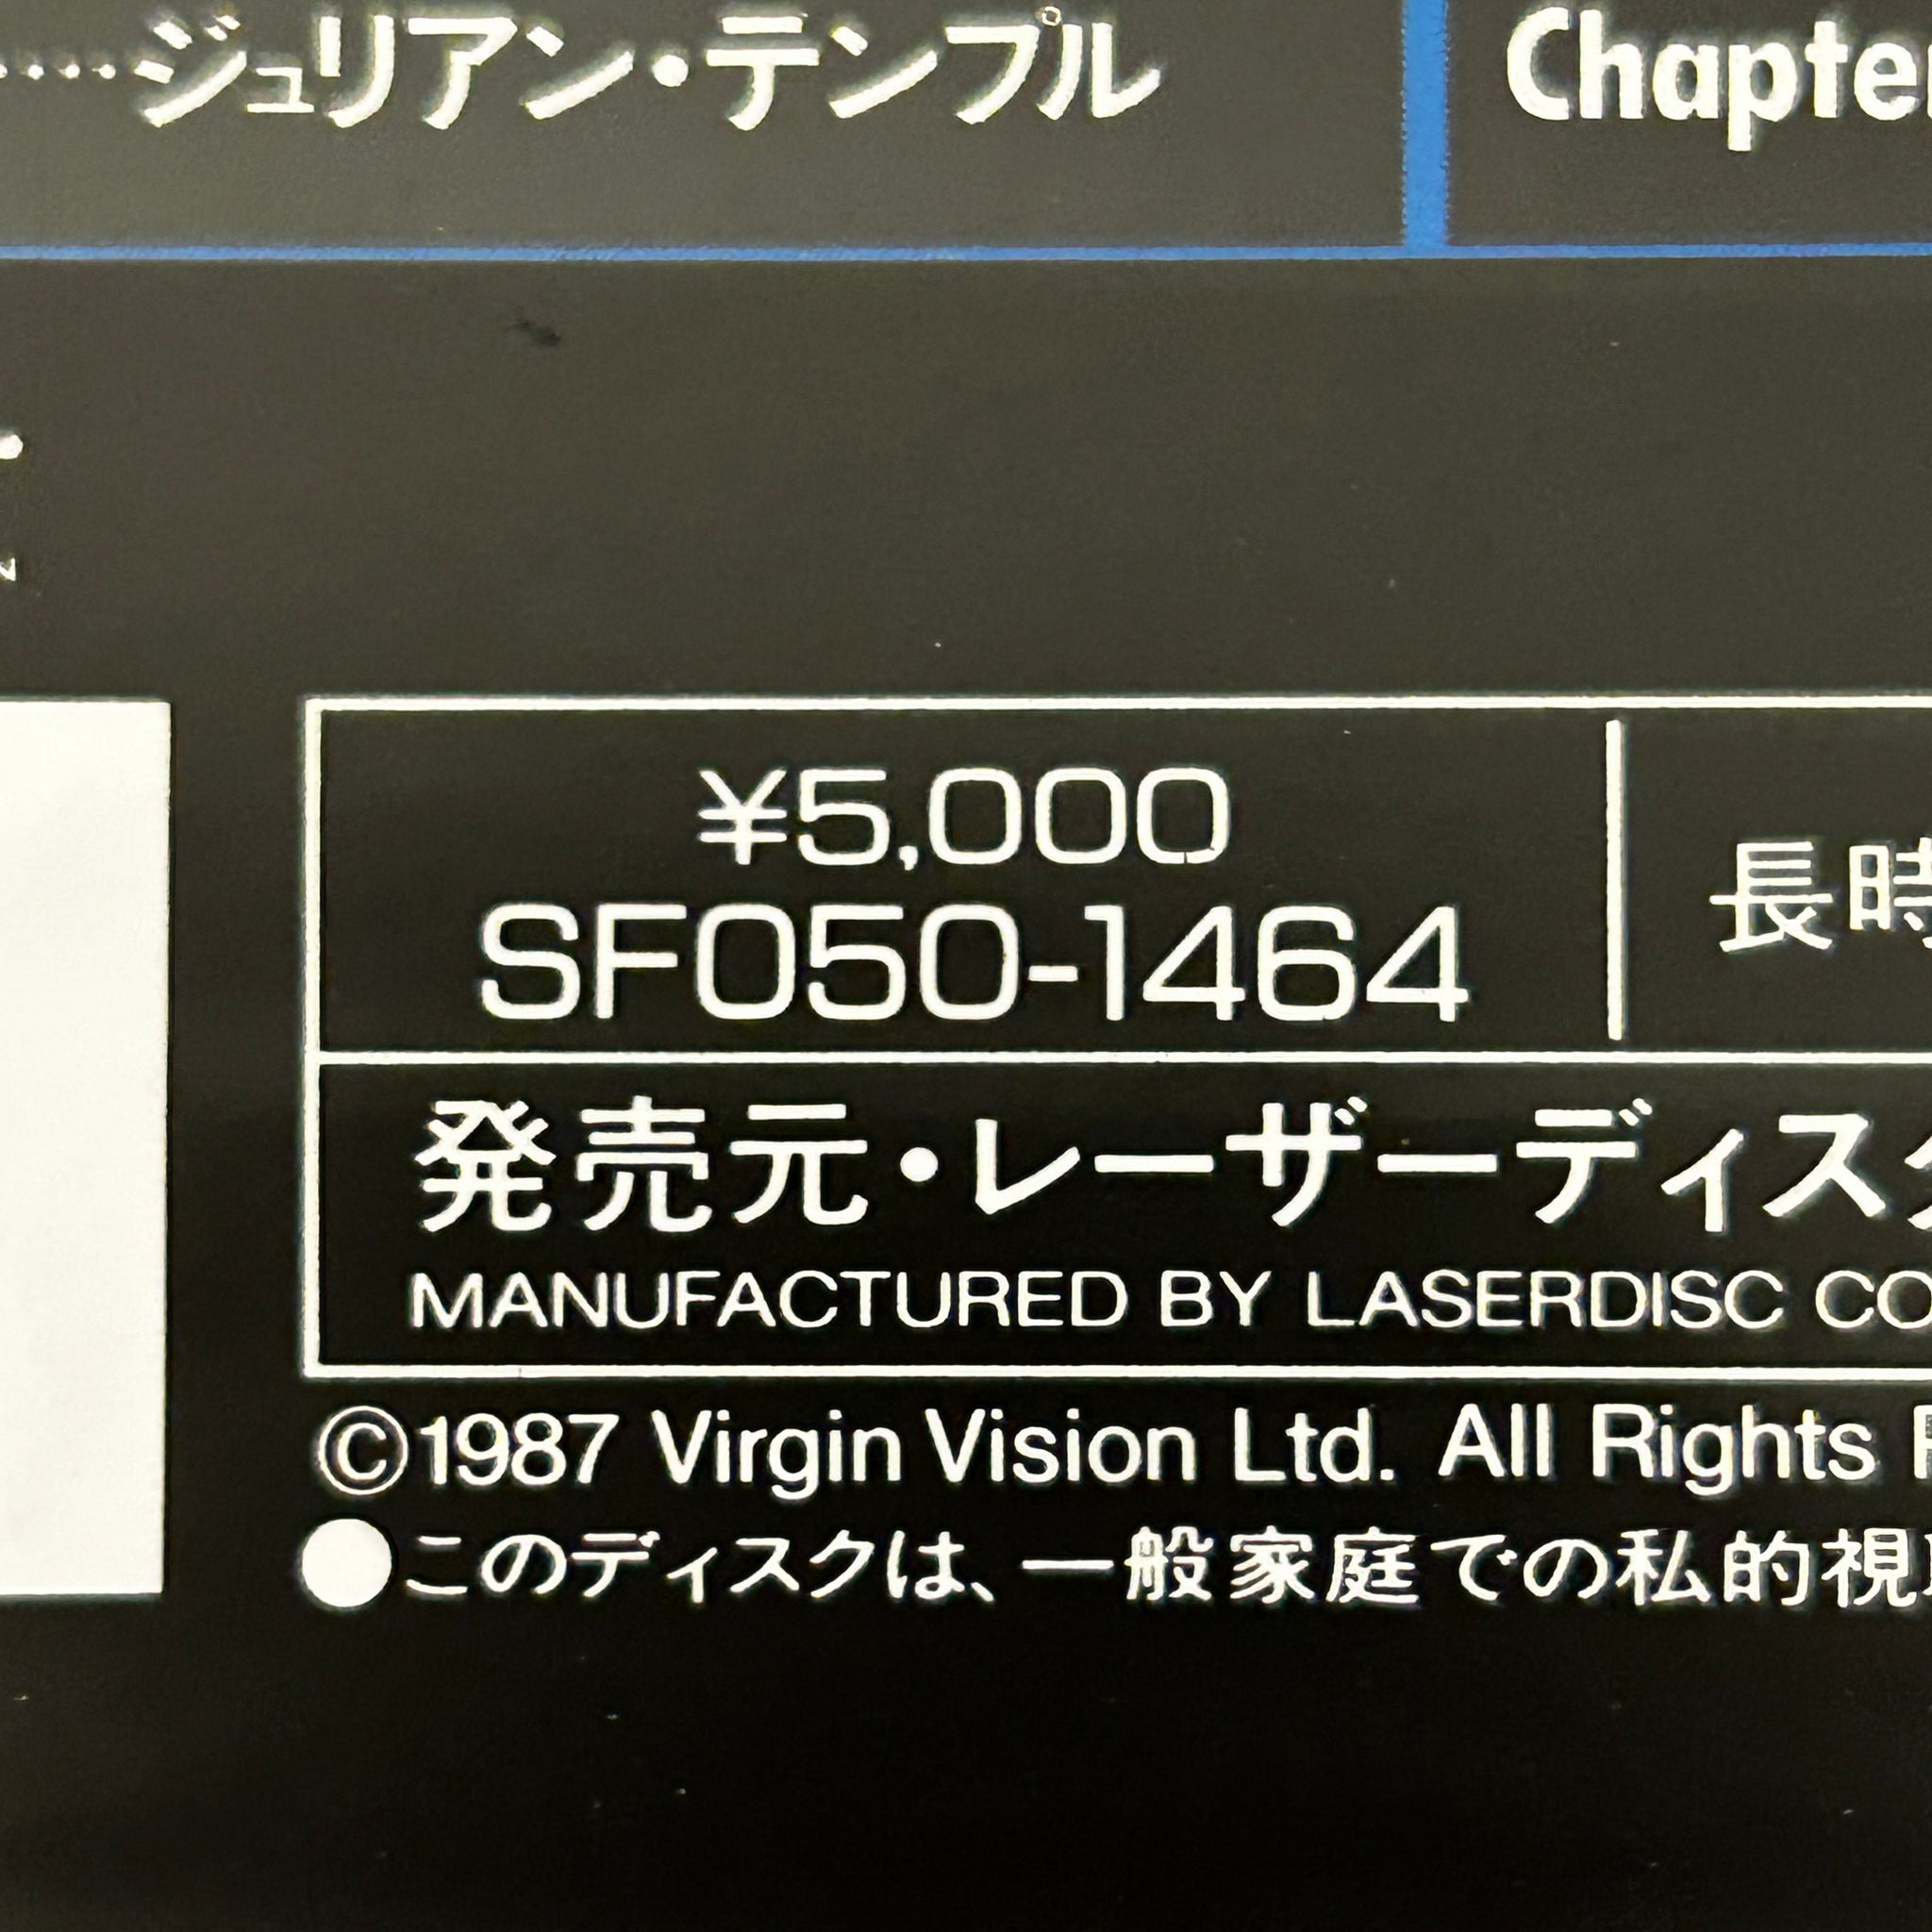 ‥‥ジュリアン・テンプル
Chapter
¥5,000
SF050-1464
長時
発売元・レーザーディスク
MANUFACTURED BY LASERDISC CO
©1987 Virgin Vision Ltd. All Rights
●このディスクは、一般家庭での私的視